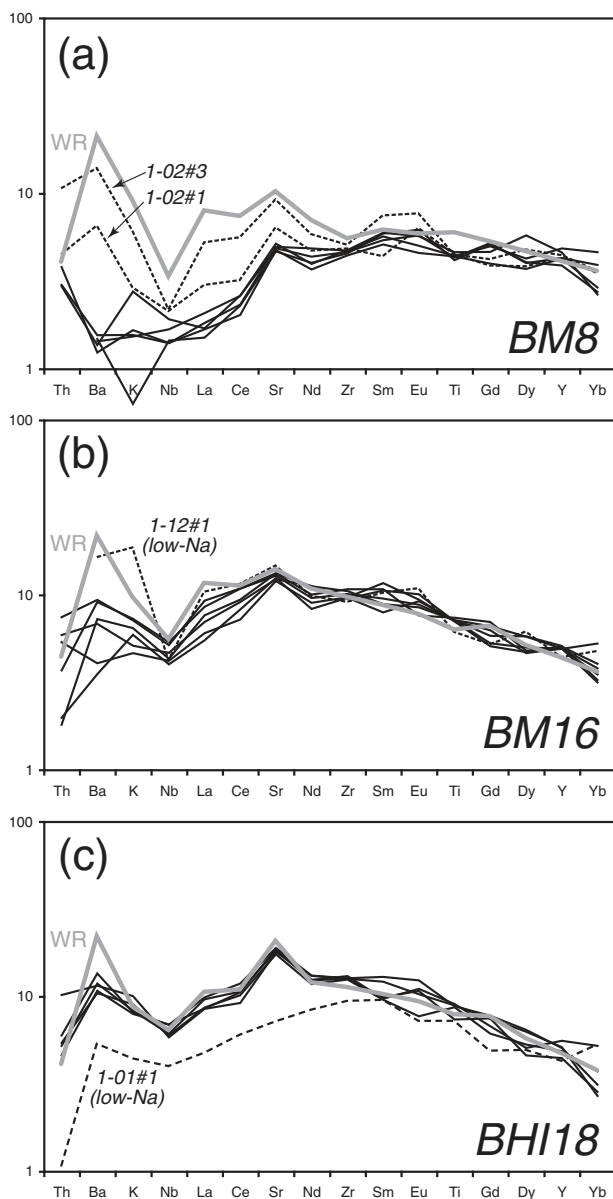 100
(a)
WR
1-02#3
1-02#1
10
BM8
1
Th Ba K Nb La Ce Sr Nd Zr Sm Eu Ti Gd Dy Y Yb
100
(b)
1-12#1
(low-Na)
WR
10
BM16
1
Th Ba K Nb La Ce Sr Nd Zr Sm Eu Ti Gd Dy Y Yb
100
(c)
WR
10
1-01#1
(low-Na)
BHI18
1
Th Ba K Nb La Ce Sr Nd Zr Sm Eu Ti Gd Dy Y Yb